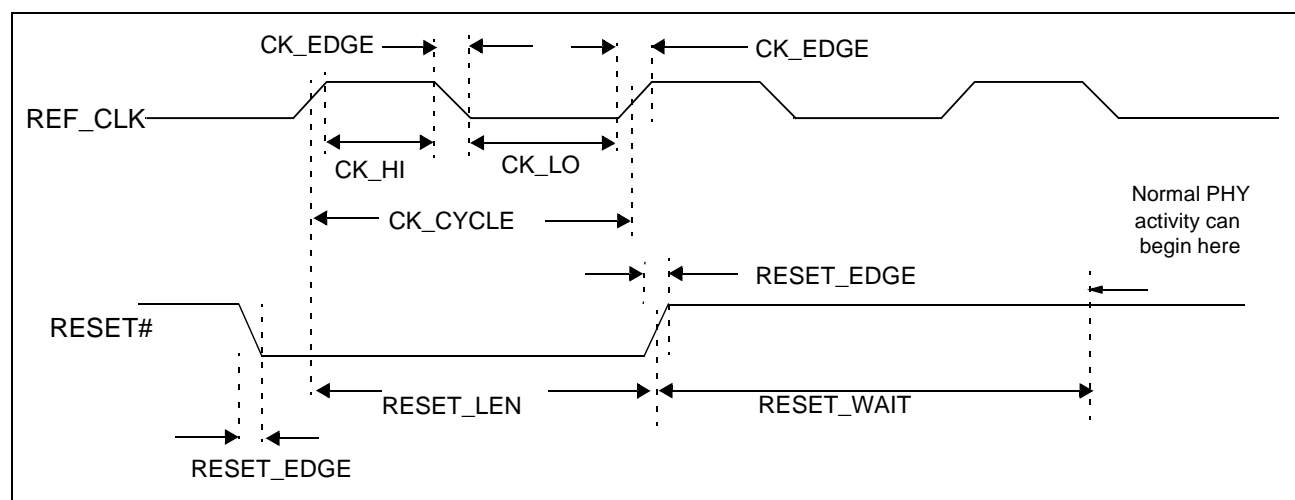 CK_EDGE
CK_EDGE
REF_CLK
CK_HI
CK_LO
CK_CYCLE
Normal PHY
activity can
begin here
RESET_EDGE
RESET#
RESET_LEN
RESET_WAIT
RESET_EDGE